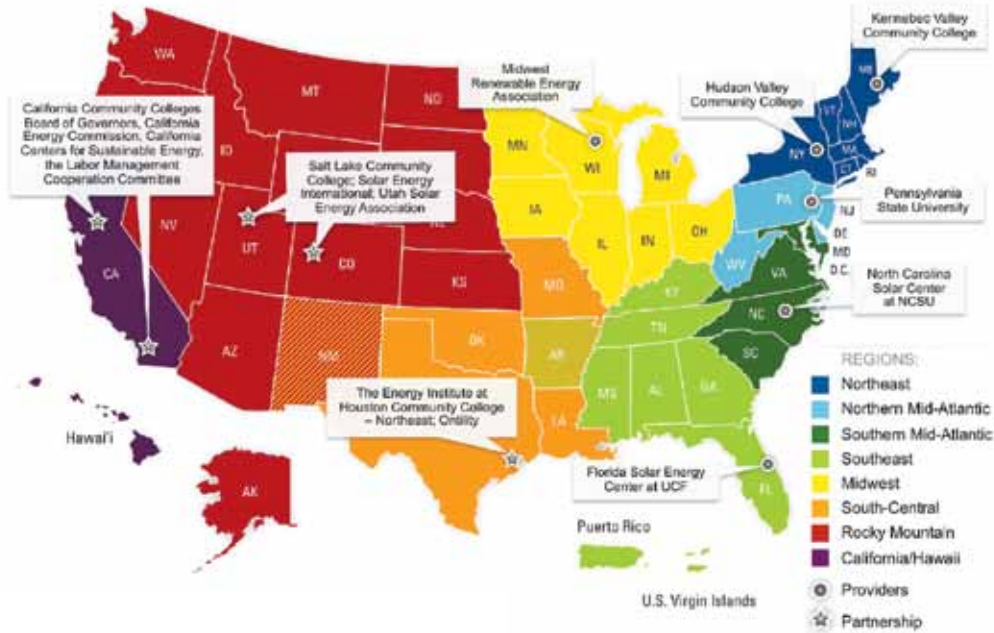 Kennebec Valley
Community College
Midwest
Renewable Energy
Association
Hudson Valley
Community College
California Community Colleges
Board of Governors, California
Energy Commission, California
Centers for Sustainable Energy,
the Labor Management
Cooperation Committee
Salt Lake Community
College; Solar Energy
International; Utah Solar
Energy Association
Pennsylvania
State University
North Carolina
Solar Center
at NCSU
The Energy Institute at
Houston Community College
– Northeast; Ontility
Florida Solar Energy
Center at UCF
WA
MT
ND
ID
NV
UT
CO
NE
KS
CA
AZ
NM
MN
WI
MI
IA
IL
IN
OH
MO
OK
AR
LA
KY
TN
MS
AL
GA
FL
ME
VT
NH
MA
CT
RI
NY
PA
NJ
DE
MD
D.C.
WV
VA
NC
SC
AK
Hawai'i
Puerto Rico
U.S. Virgin Islands
REGIONS:
Northeast
Northern Mid-Atlantic
Southern Mid-Atlantic
Southeast
Midwest
South-Central
Rocky Mountain
California/Hawaii
Providers
Partnership